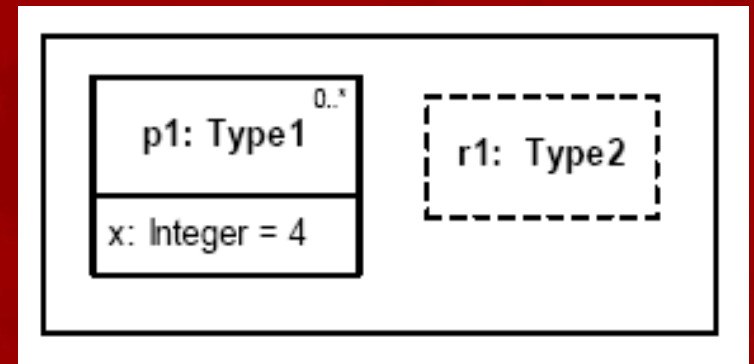 0..*
p1: Type1
x: Integer = 4
r1: Type2